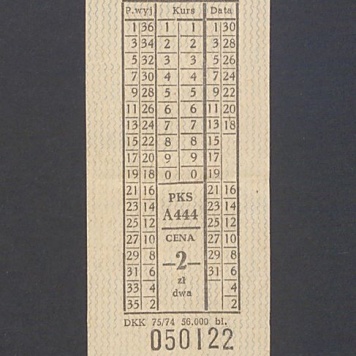 P.wyj Kurs Data
1 36 1 1 1 30
3 34 2 2 3 28
5 32 3 3 5 26
7 30 4 4 7 24
9 28 5 5 9 22
11 26 6 6 11 20
13 24 7 7 13 18
15 22 8 8 15
17 20 9 9 17
19 18 0 0 19
21 16 PKS 21 16
23 14 A444 23 14
25 12 25 12
27 10 CENA 27 10
29 8 –2– 29 8
31 6 zł 31 6
33 4 dwa 4
35 2 2
DKK 75/74 56.000 bl.
050122